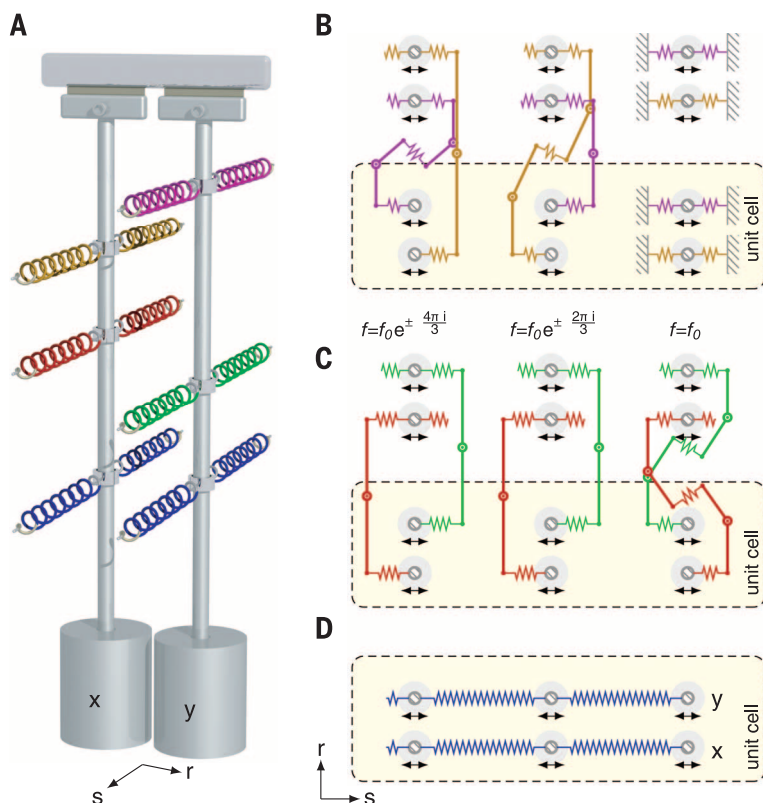 A
x
y
s
r
B
unit cell
f=f₀e± 4πi/3
f=f₀e± 2πi/3
f=f₀
C
unit cell
D
y
x
unit cell
r
s